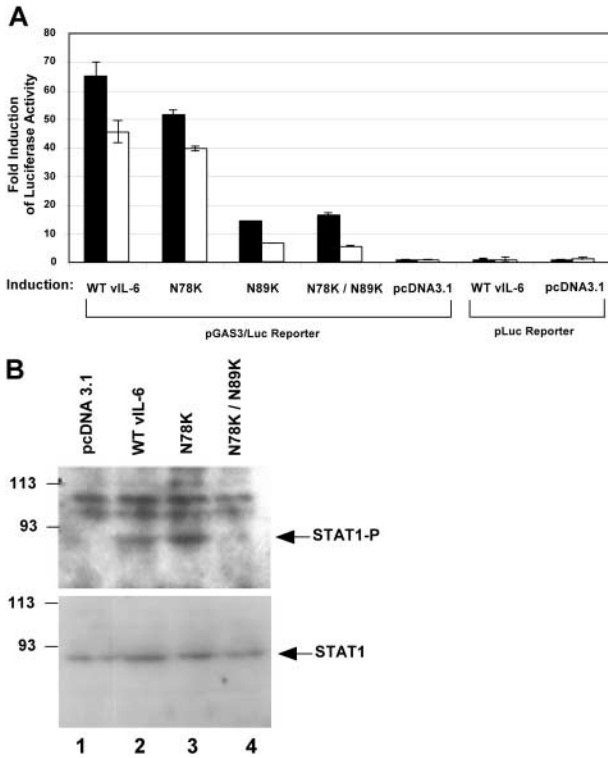 A
Fold Induction
of Luciferase Activity
80
70
60
50
40
30
20
10
0
Induction: WT vIL-6 N78K N89K N78K / N89K pcDNA3.1 WT vIL-6 pcDNA3.1
pGAS3/Luc Reporter pLuc Reporter
B
pcDNA 3.1
WT vIL-6
N78K
N78K / N89K
113
93
STAT1-P
113
93
STAT1
1 2 3 4